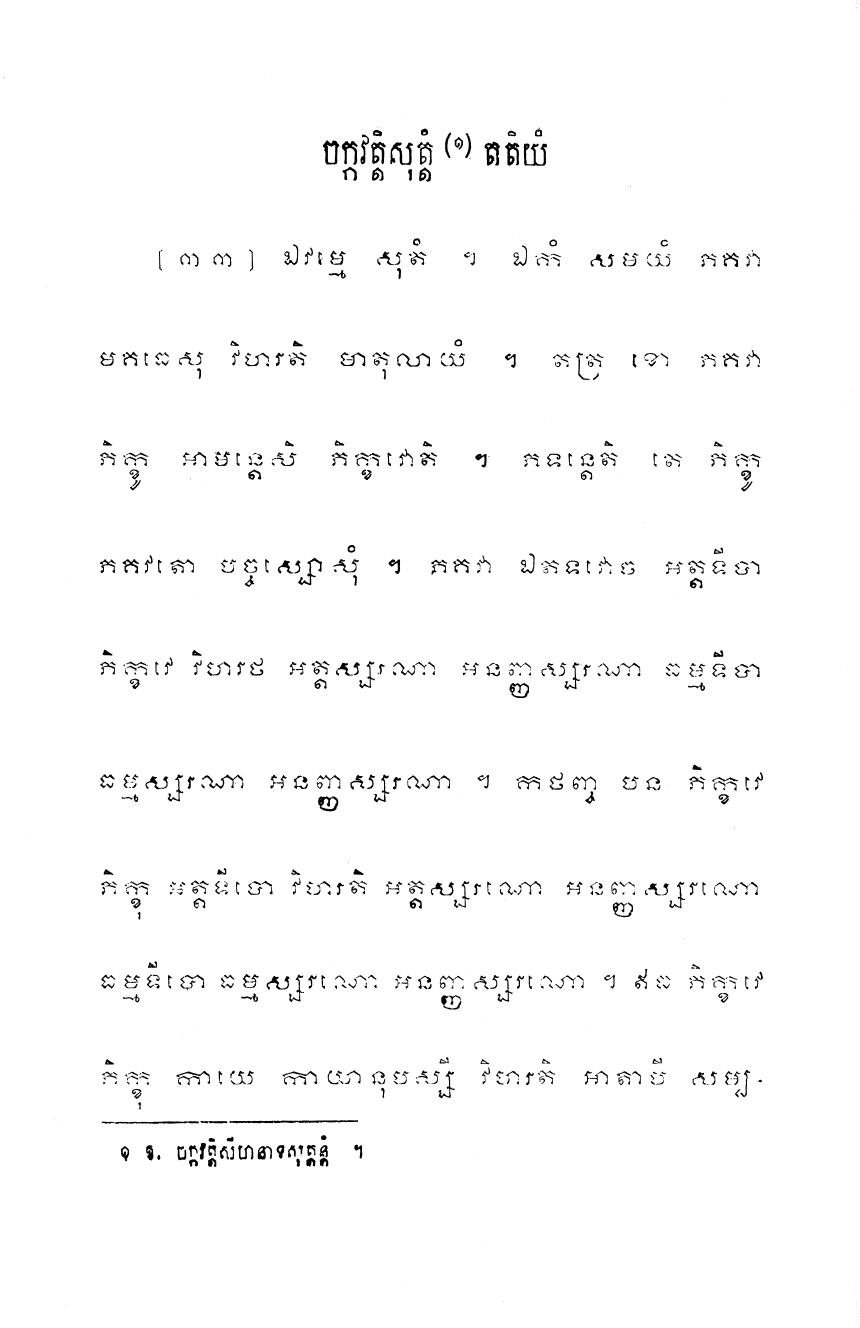 ចក្កវត្តិសុត្តំ (១) តតិយំ
[ ៣ ៣ ] ឯវម្មេ សុតំ ។ ឯកំ សមយំ ភគវា
មគធេសុ វិហរតិ មាតុលាយំ ។ តត្រ ខោ ភគវា
ភិក្ខូ អាមន្តេសិ ភិក្ខវោតិ ។ ភទន្តេតិ តេ ភិក្ខូ
ភគវតោ បច្ចស្សោសុំ ។ ភគវា ឯតទវោច អត្តទីបា
ភិក្ខវេ វិហរថ អត្តស្សរណា អនញ្ញស្សរណា ធម្មទីបា
ធម្មស្សរណា អនញ្ញស្សរណា ។ កថញ្ច បន ភិក្ខវេ
ភិក្ខុ អត្តទីបោ វិហរតិ អត្តស្សរណោ អនញ្ញស្សរណោ
ធម្មទីបោ ធម្មស្សរណោ អនញ្ញស្សរណោ ។ ឥធ ភិក្ខវេ
ភិក្ខុ កាយេ កាយានុបស្សី វិហរតិ អាតាបី សម្ប-
១ ឱ. ចក្កវត្តិសីហនាទសុត្តន្តំ ។